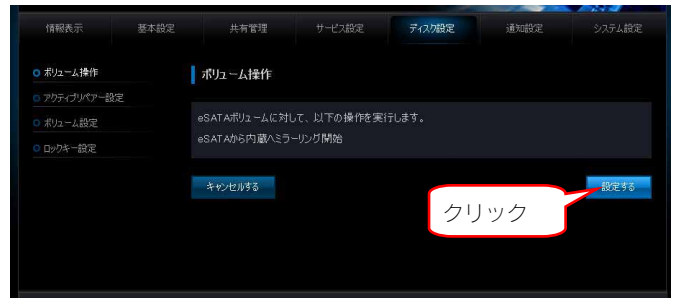 情報表示 基本設定 共有管理 サービス設定 ディスク設定 通知設定 システム設定
ボリューム操作
アクティブリペアー設定
ボリューム設定
ロックキー設定
ボリューム操作
eSATAボリュームに対して、以下の操作を実行します。
eSATAから内蔵へミラーリング開始
キャンセルする 設定する
クリック